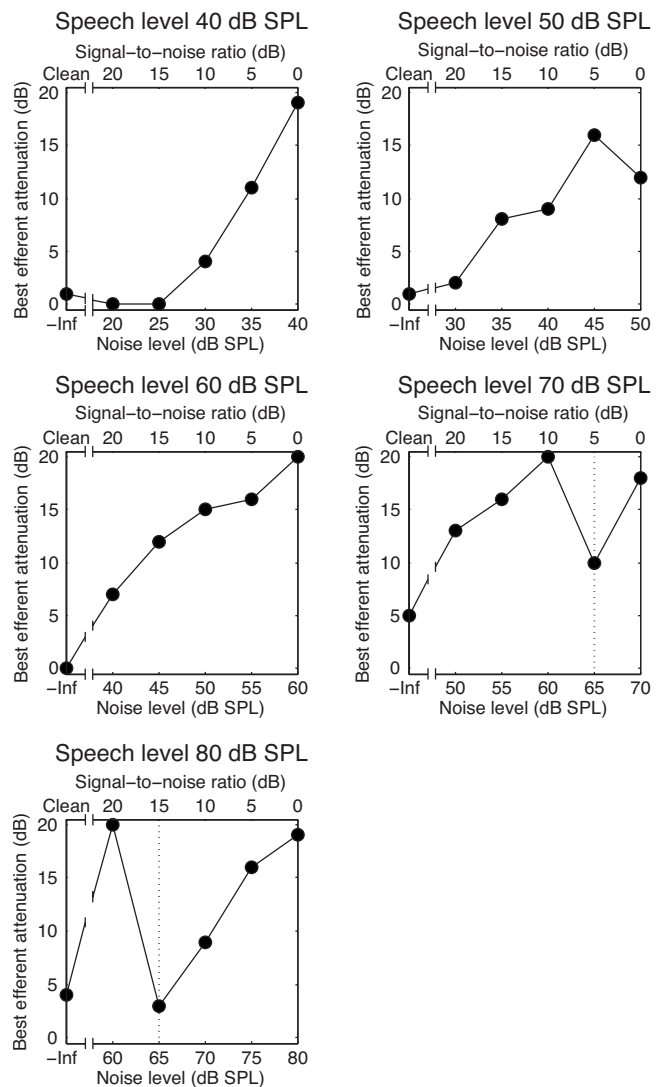 Speech level 40 dB SPL
Signal−to−noise ratio (dB)
Clean 20 15 10 5 0
20
15
10
5
0
Best efferent attenuation (dB)
−Inf 20 25 30 35 40
Noise level (dB SPL)
Speech level 50 dB SPL
Signal−to−noise ratio (dB)
Clean 20 15 10 5 0
20
15
10
5
0
Best efferent attenuation (dB)
−Inf 30 35 40 45 50
Noise level (dB SPL)
Speech level 60 dB SPL
Signal−to−noise ratio (dB)
Clean 20 15 10 5 0
20
15
10
5
0
Best efferent attenuation (dB)
−Inf 40 45 50 55 60
Noise level (dB SPL)
Speech level 70 dB SPL
Signal−to−noise ratio (dB)
Clean 20 15 10 5 0
20
15
10
5
0
Best efferent attenuation (dB)
−Inf 50 55 60 65 70
Noise level (dB SPL)
Speech level 80 dB SPL
Signal−to−noise ratio (dB)
Clean 20 15 10 5 0
20
15
10
5
0
Best efferent attenuation (dB)
−Inf 60 65 70 75 80
Noise level (dB SPL)